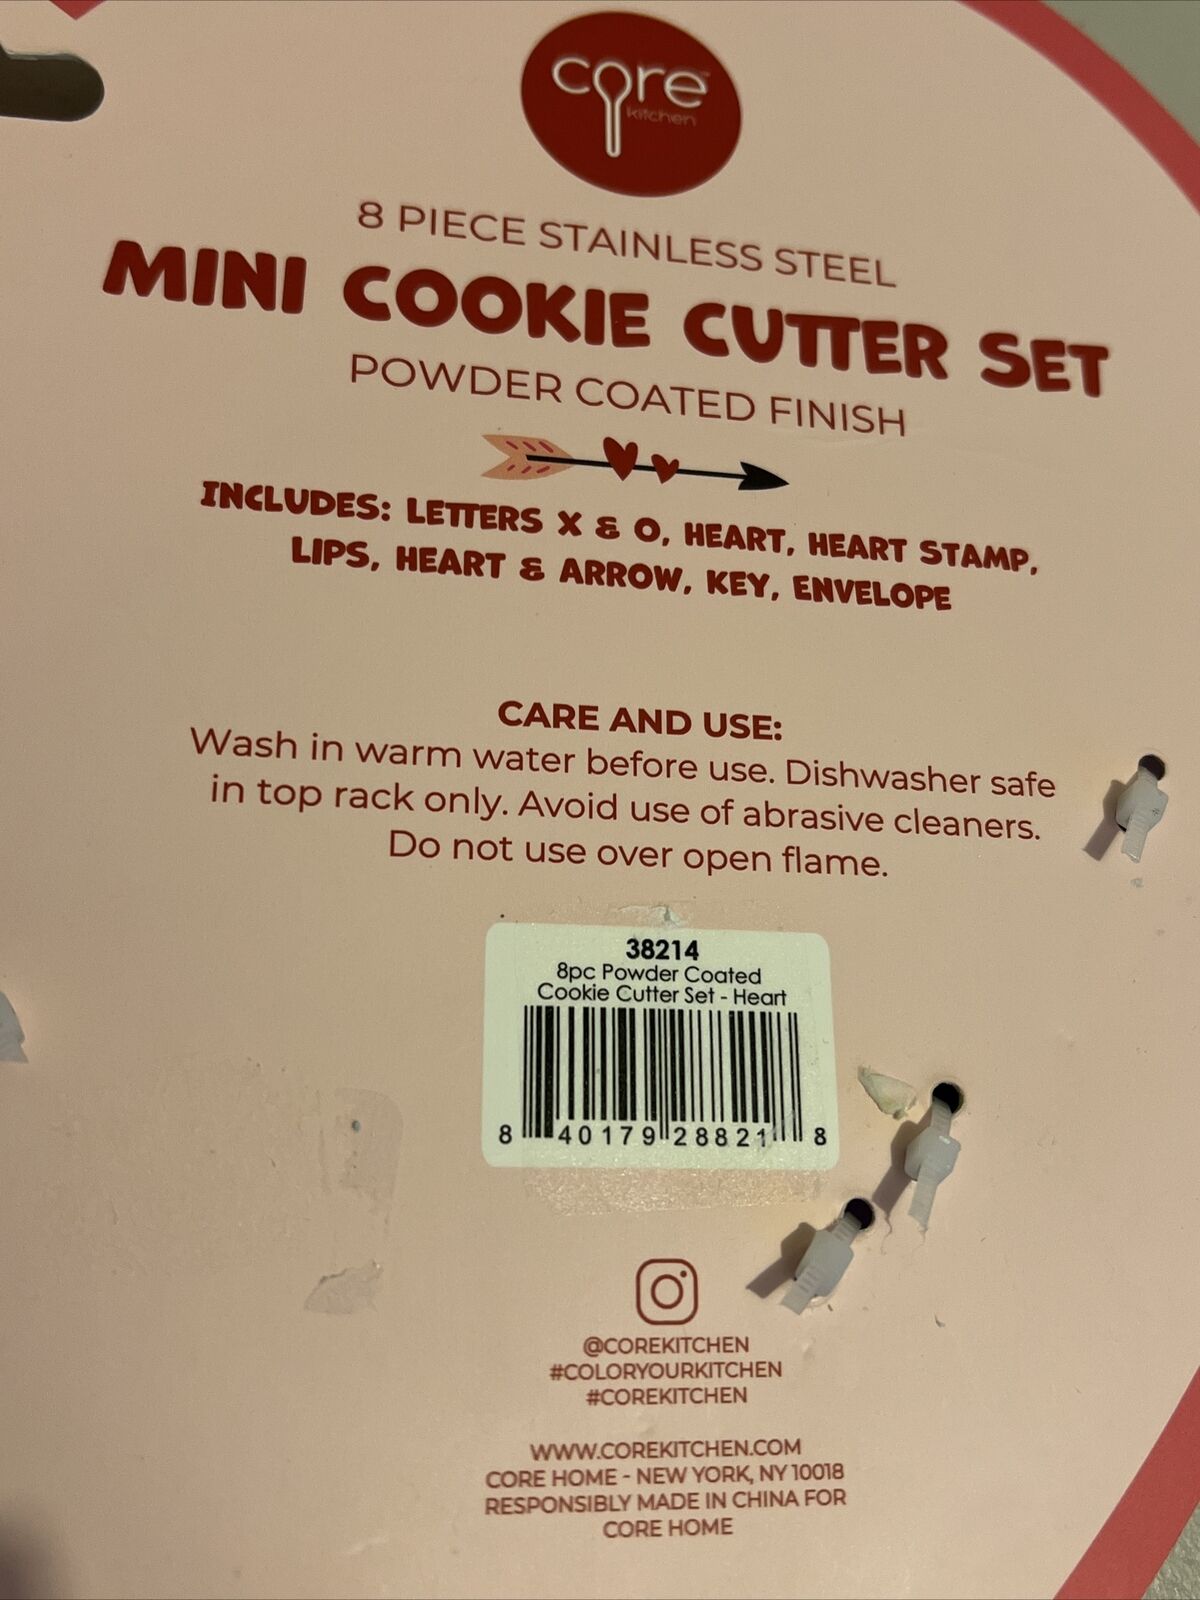 core™
kitchen
8 PIECE STAINLESS STEEL
MINI COOKIE CUTTER SET
POWDER COATED FINISH
INCLUDES: LETTERS X & O, HEART, HEART STAMP,
LIPS, HEART & ARROW, KEY, ENVELOPE
CARE AND USE:
Wash in warm water before use. Dishwasher safe
in top rack only. Avoid use of abrasive cleaners.
Do not use over open flame.
38214
8pc Powder Coated
Cookie Cutter Set - Heart
8 40179 28821 8
@COREKITCHEN
#COLORYOURKITCHEN
#COREKITCHEN
WWW.COREKITCHEN.COM
CORE HOME - NEW YORK, NY 10018
RESPONSIBLY MADE IN CHINA FOR
CORE HOME